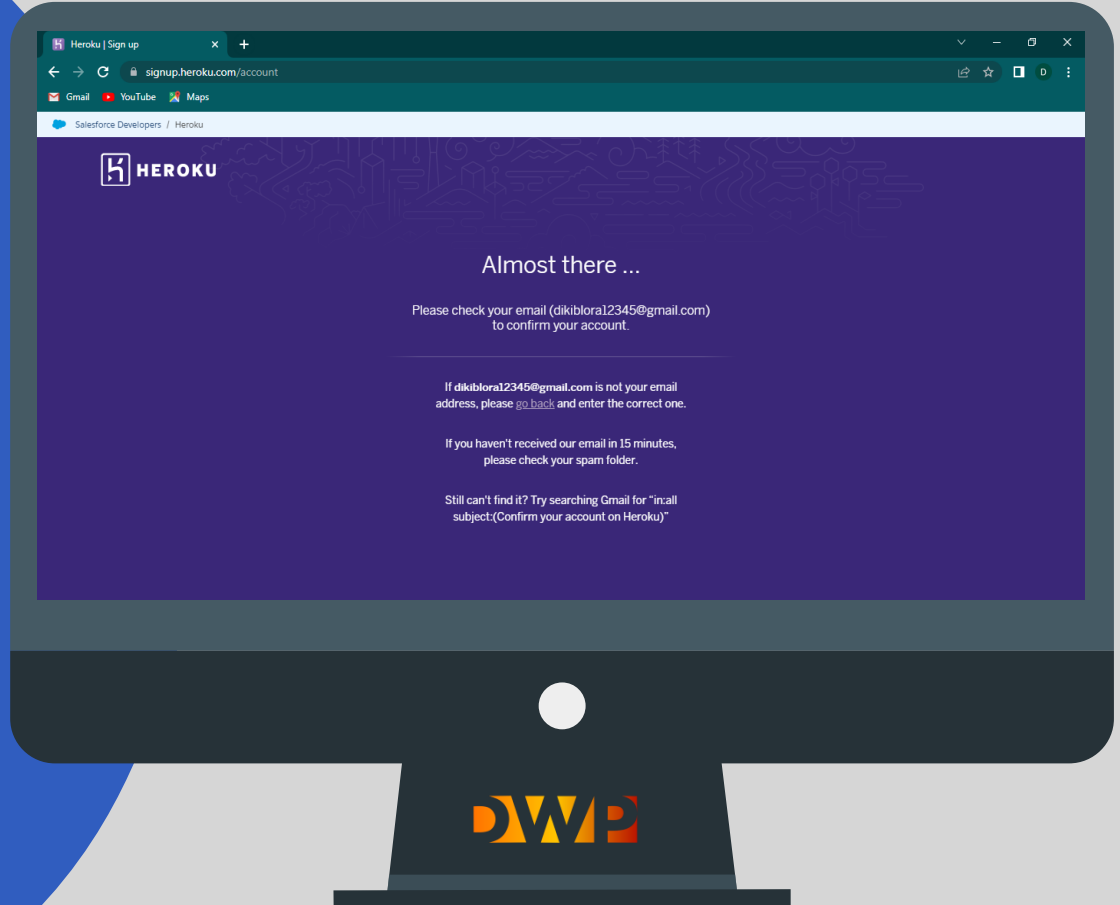 Heroku | Sign up
signup.heroku.com/account
D
Gmail YouTube Maps
Salesforce Developers / Heroku
HEROKU
Almost there ...
Please check your email (dikiblora12345@gmail.com)
to confirm your account.
If dikiblora12345@gmail.com is not your email
address, please go back and enter the correct one.
If you haven't received our email in 15 minutes,
please check your spam folder.
Still can't find it? Try searching Gmail for “in:all
subject:(Confirm your account on Heroku)”
DWP